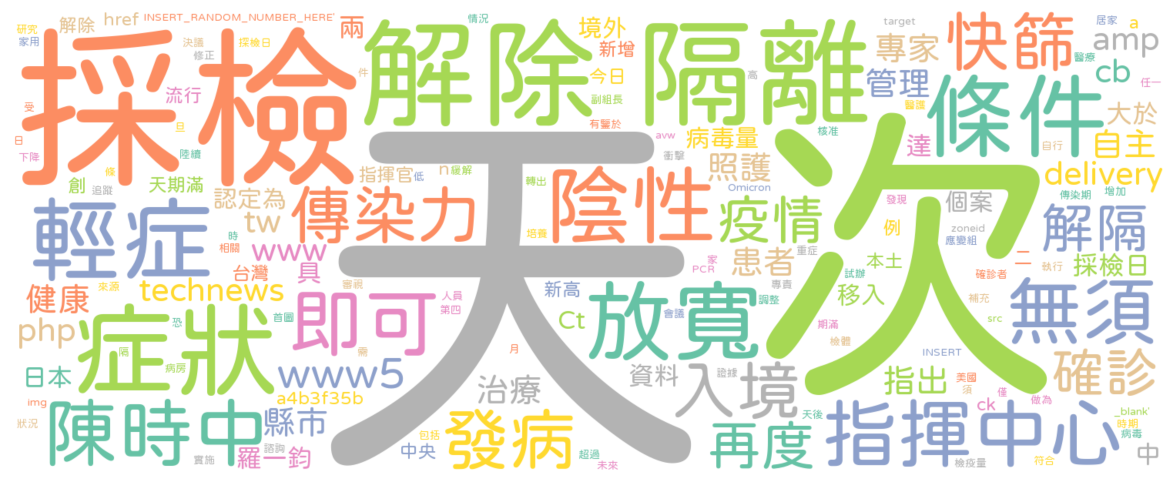 研究
家用
解除
href
INSERT_RANDOM_NUMBER_HERE'
兩
情況
境外
target
居家
a
專家
快篩
amp
決議
修正
採檢日
件
採檢
解除
隔離
新增
今日
副組長
高
管理
醫療
cb
任一
受
流行
旦
日
下降
陸續
有鑒於
avw
病毒量
衝擊
核准
醫護
條件
達
大於
自主
自行
條
創
追蹤
天期滿
指揮官
低
n
緩解
轉出
照護
Omicron
delivery
傳染期
增加
天
次
認定為
tw
傳染力
陰性
疫情
發現
個案
例
zoneid
應變組
解隔
輕症
時
相關
www
具
台灣
培養
家
PCR
患者
重症
專責
本土
試辦
二
確診者
執行
採檢日
健康
來源
technews
審視
即可
人員
第四
新高
Ct
放寬
會議
調整
移入
期滿
檢體
補充
src
無須
php
症狀
首圖
恐
隔
病房
需
月
INSERT
日本
www5
a4b3f35b
治療
證據
資料
入境
指出
美國
須
僅
ck
做為
確診
img
狀況
陳時中
縣市
諮詢
實施
羅一鈞
包括
中央
發病
超過
未來
天後
再度
指揮中心
檢疫量
_blank'
時期
病毒
符合
中